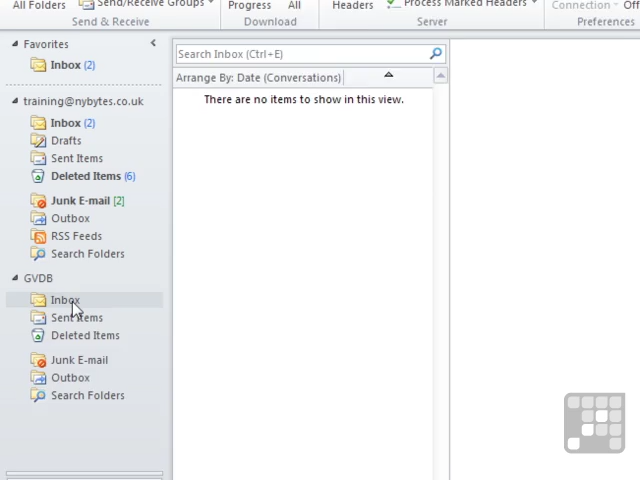 All Folders
Send/Receive Groups
Progress
All
Headers
Process Marked Headers
Connection
Send & Receive
Download
Server
Preferences
Favorites
Inbox (2)
training@nybytes.co.uk
Inbox (2)
Drafts
Sent Items
Deleted Items (6)
Junk E-mail [2]
Outbox
RSS Feeds
Search Folders
GVDB
Inbox
Sent Items
Deleted Items
Junk E-mail
Outbox
Search Folders
Search Inbox (Ctrl+E)
Arrange By: Date (Conversations)
There are no items to show in this view.